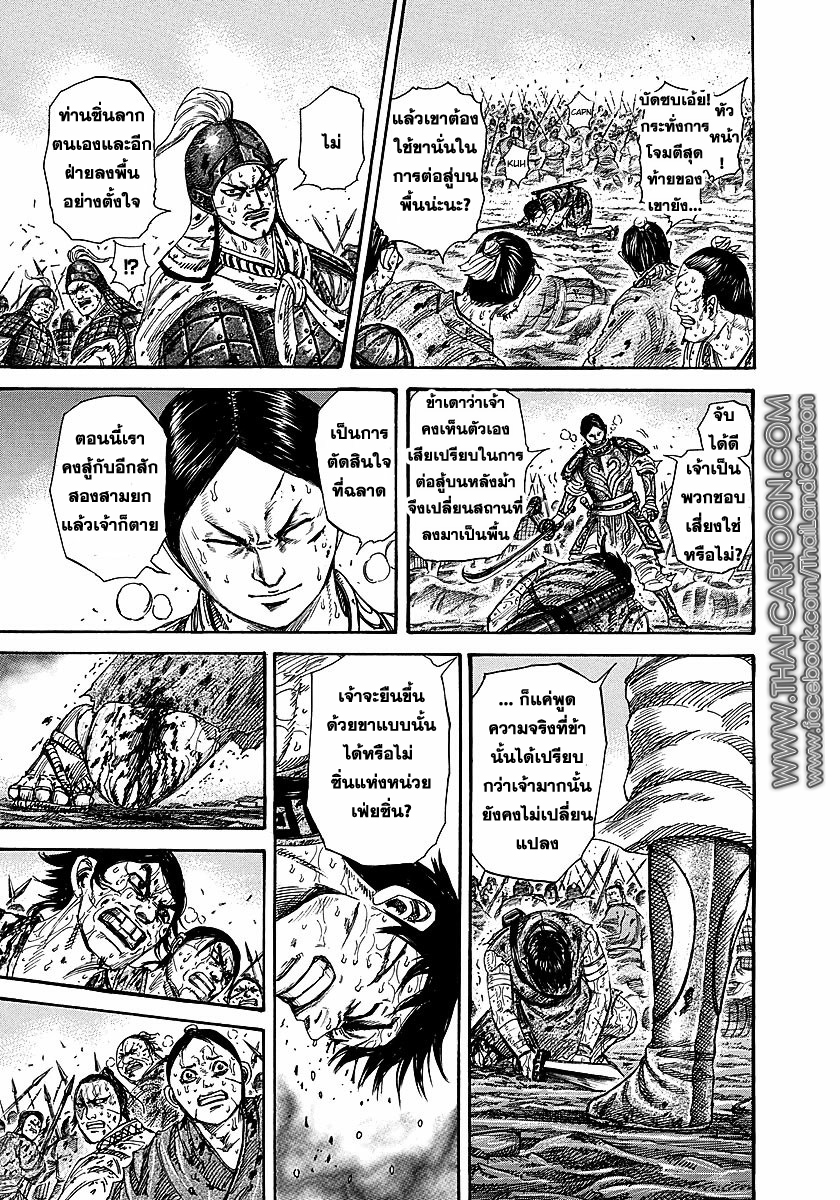 หัว
หน้า
!
บัดซบเอ้ย!
กระทั่งการ
โจมตีสุด
ท้ายของ
เขายัง...
CAPN
KUH
แล้วเขาต้อง
ใช้ขานั่นใน
การต่อสู้บน
พื้นน่ะนะ?
ไม่
ท่านชิ่นลาก
ตนเองและอีก
ฝ่ายลงพื้น
อย่างตั้งใจ
!?
จับ
ได้ดี
เจ้าเป็น
พวกชอบ
เสี่ยงใช่
หรือไม่?
ข้าเดาว่าเจ้า
คงเห็นตัวเอง
เสียเปรียบในการ
ต่อสู้บนหลังม้า
จึงเปลี่ยนสถานที่
ลงมาเป็นพื้น
เป็นการ
ตัดสินใจ
ที่ฉลาด
ตอนนี้เรา
คงสู้กับอีกสัก
สองสามยก
แล้วเจ้าก็ตาย
... ก็แค่พูด
ความจริงที่ข้า
นั้นได้เปรียบ
กว่าเจ้ามากนั้น
ยังคงไม่เปลี่ยน
แปลง
เจ้าจะยืนขึ้น
ด้วยขาแบบนั้น
ได้หรือไม่
ชิ่นแห่งหน่วย
เฟ่ยชิ่น?
WWW.THAI-CARTOON.COM
www.facebook.com/ThaiLandCartoon